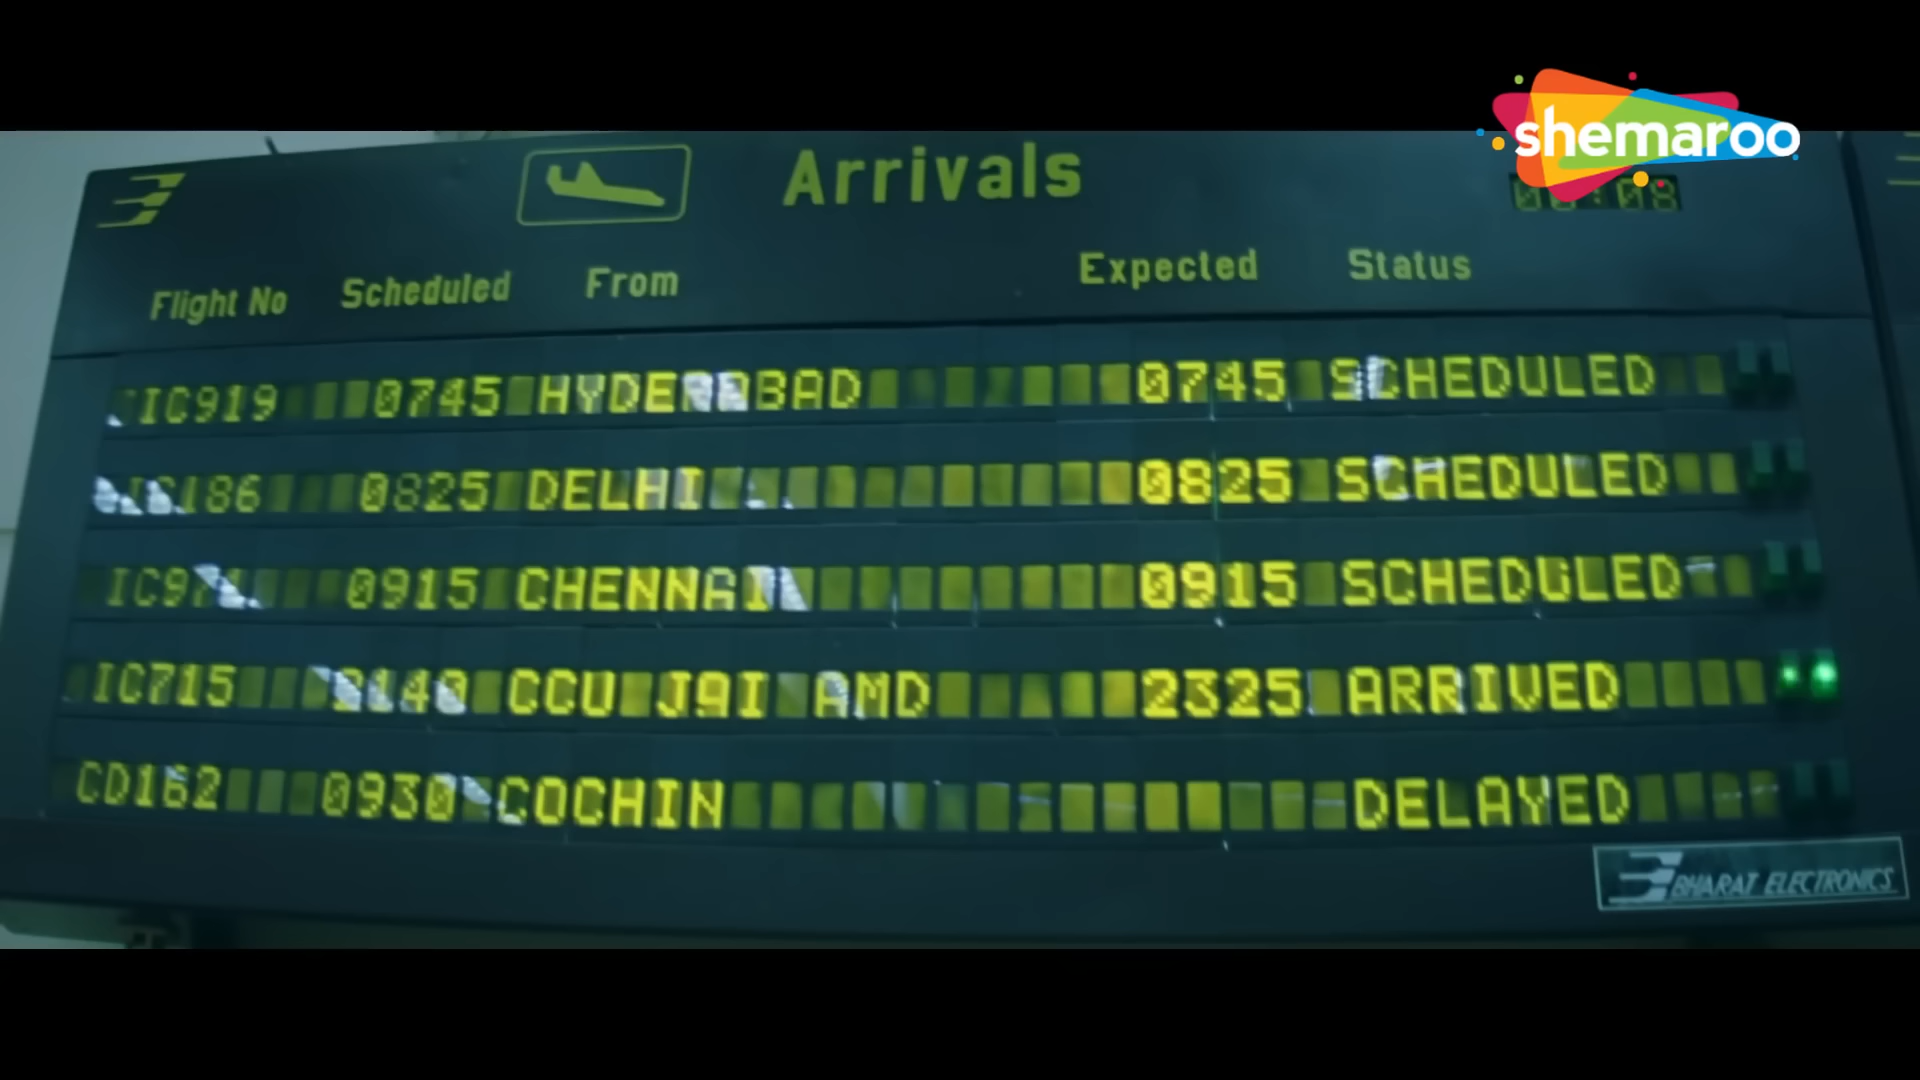 shemaroo
Arrivals
Flight No Scheduled From Expected Status
IC919 0745 HYDERABAD 0745 SCHEDULED
0825 DELHI 0825 SCHEDULED
0915 CHENNAI 0915 SCHEDULED
IC715 CCU JAI AMD 2325 ARRIVED
CD162 0930 COCHIN DELAYED
BHARAT ELECTRONICS